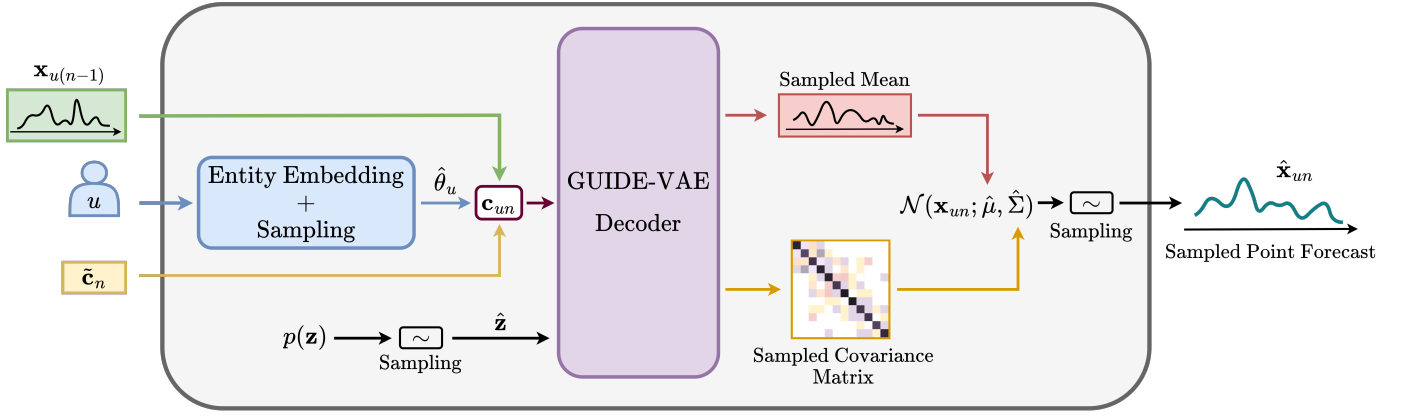 x_{u(n-1)}
u
c̃_n
Entity Embedding
+
Sampling
θ̂_u
c_{un}
p(z)
~
Sampling
ẑ
GUIDE-VAE
Decoder
Sampled Mean
Sampled Covariance
Matrix
𝒩(x_{un}; μ̂, Σ̂)
~
Sampling
x̂_{un}
Sampled Point Forecast